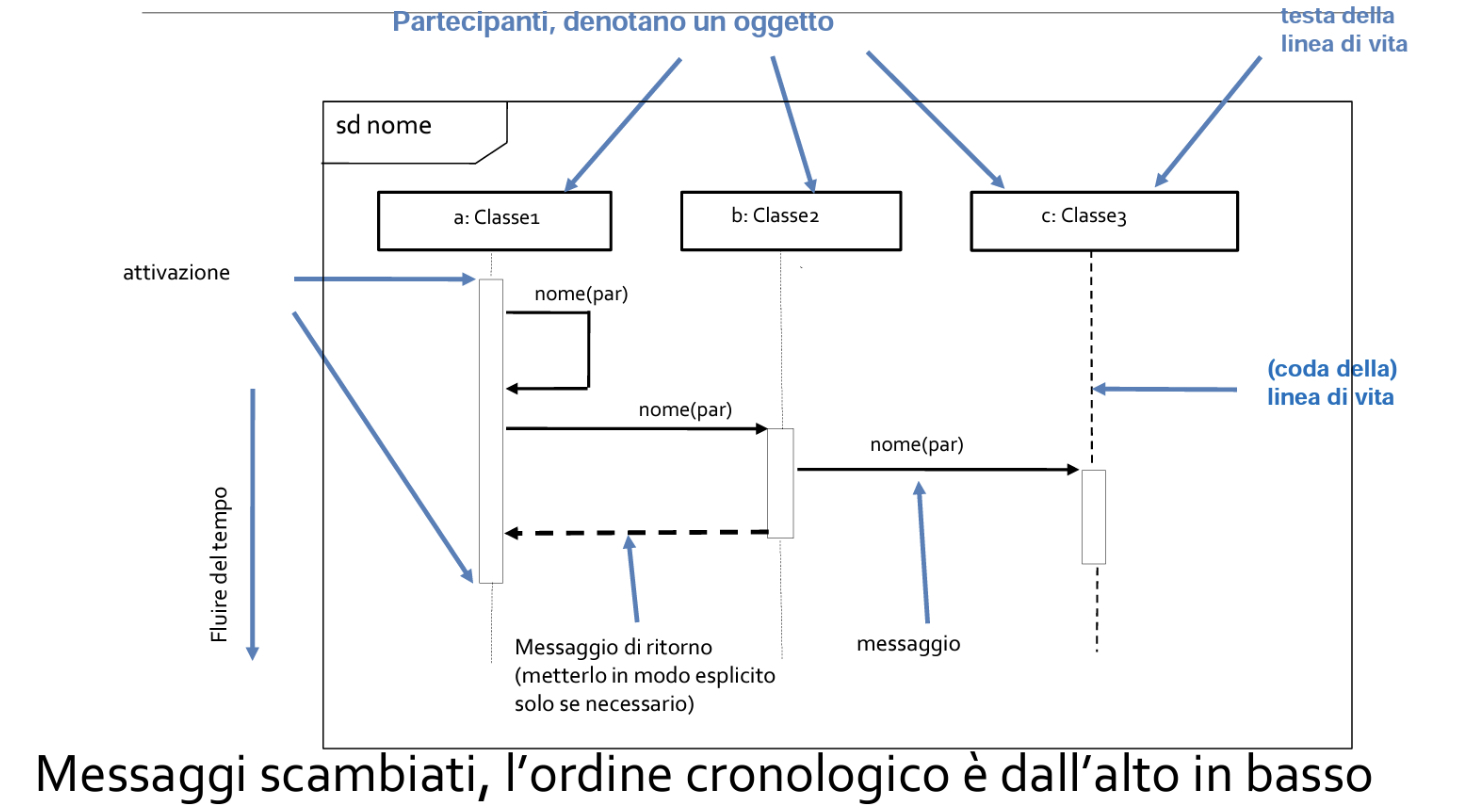 Partecipanti, denotano un oggetto
testa della
linea di vita
sd nome
a: Classe1
b: Classe2
c: Classe3
attivazione
nome(par)
(coda della)
linea di vita
nome(par)
nome(par)
Fluire del tempo
Messaggio di ritorno
(metterlo in modo esplicito
solo se necessario)
messaggio
Messaggi scambiati, l’ordine cronologico è dall’alto in basso